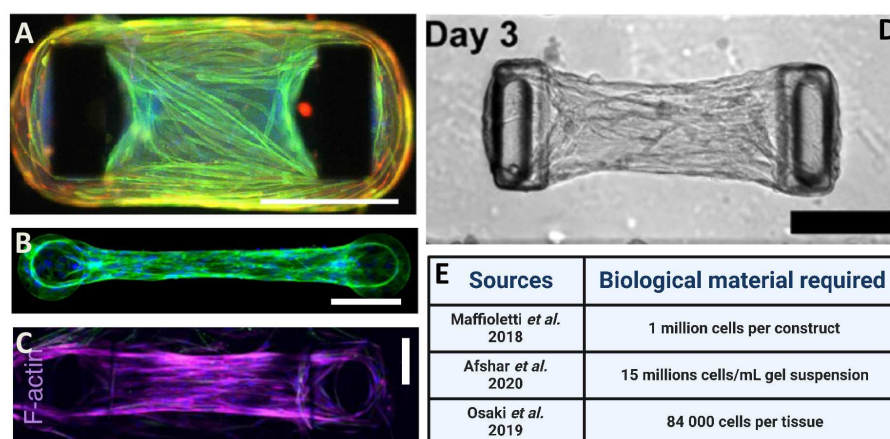 A
Day 3
D
B
C
F-actin
E
Sources Biological material required
Maffioletti et al.
2018
1 million cells per construct
Afshar et al.
2020
15 millions cells/mL gel suspension
Osaki et al.
2019
84 000 cells per tissue